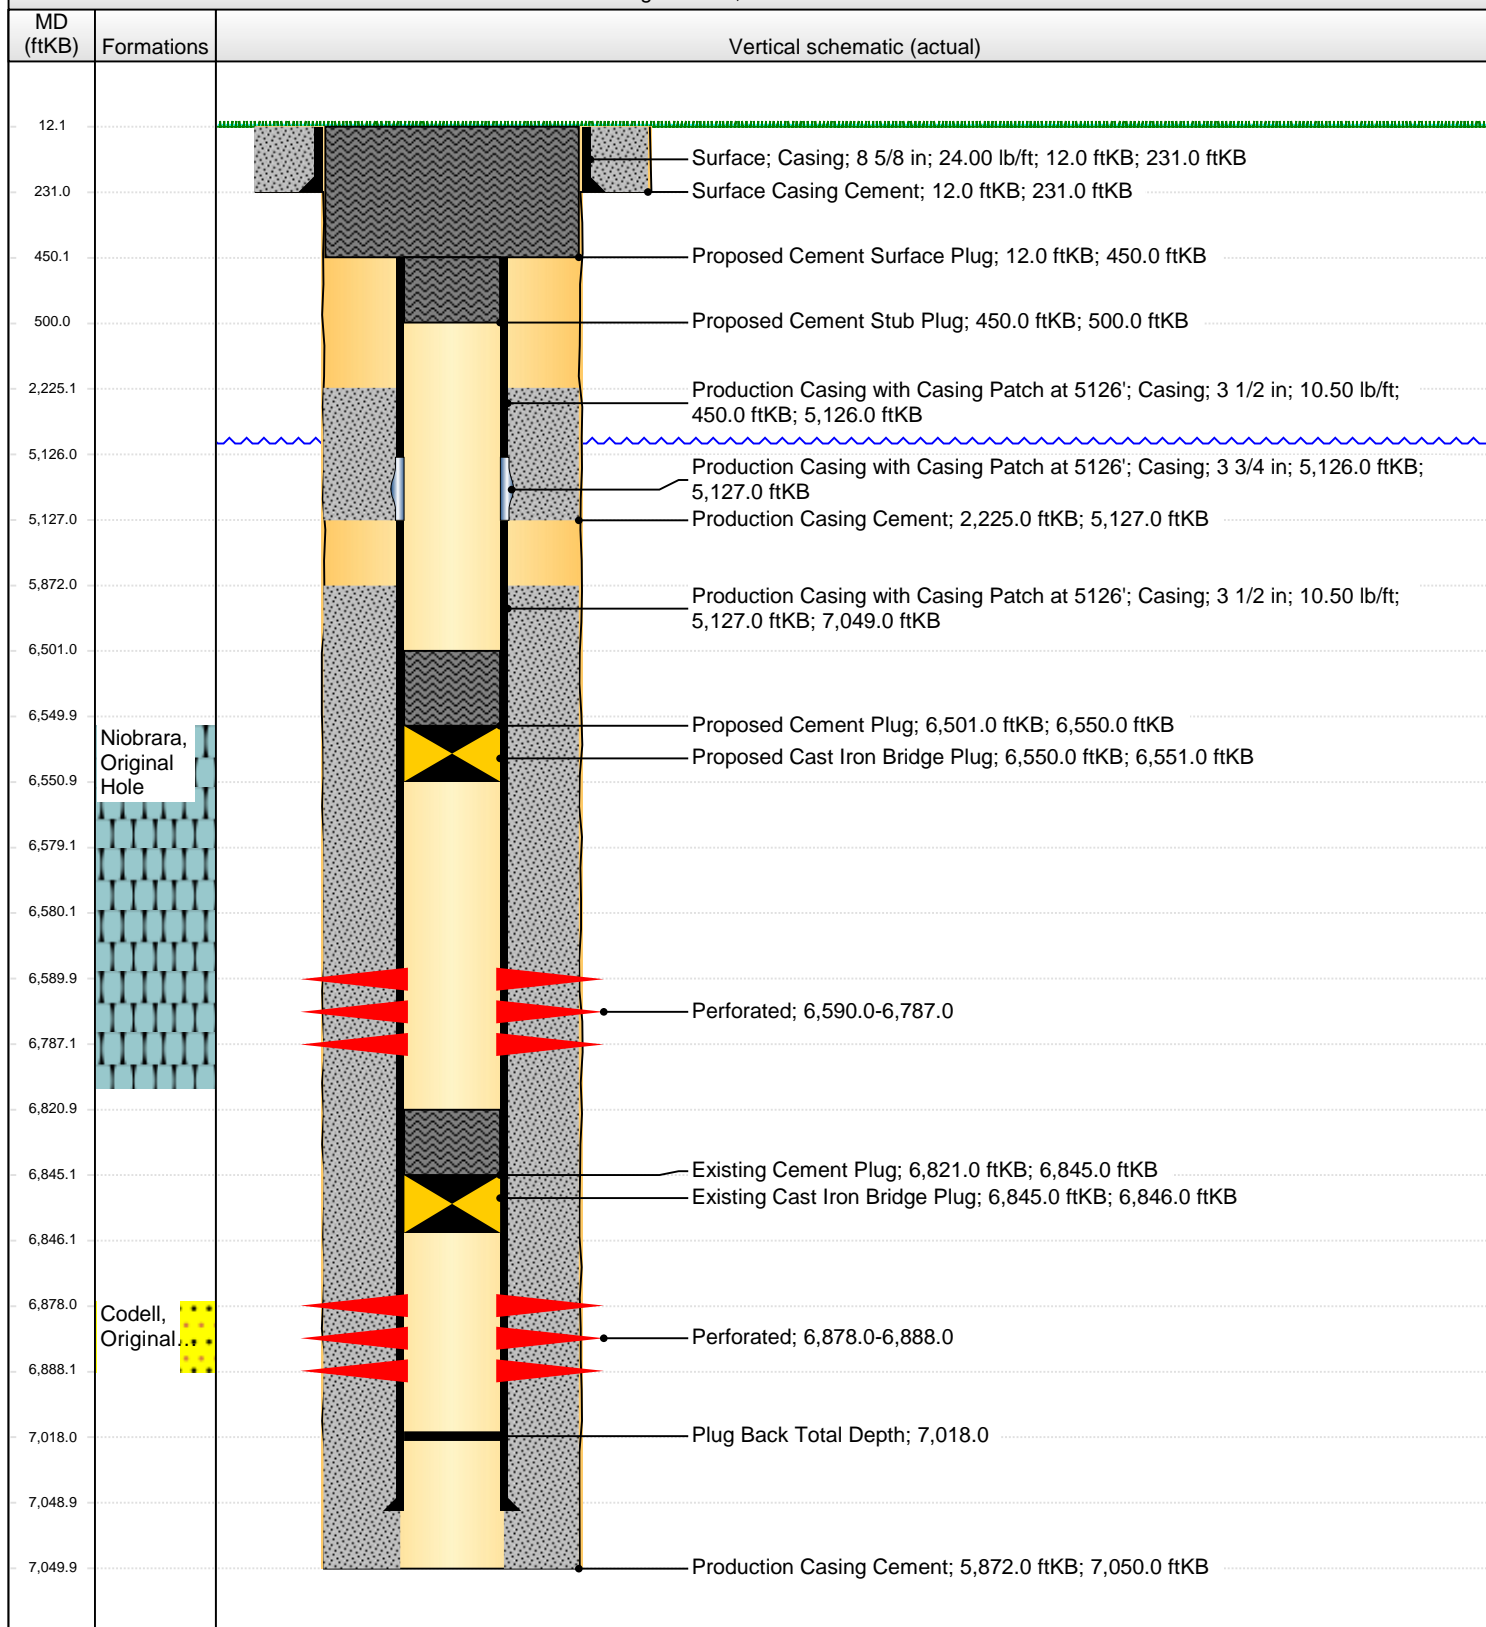 MD
(ftKB)
Formations
Vertical schematic (actual)
12.1
Surface; Casing; 8 5/8 in; 24.00 lb/ft; 12.0 ftKB; 231.0 ftKB
231.0
Surface Casing Cement; 12.0 ftKB; 231.0 ftKB
450.1
Proposed Cement Surface Plug; 12.0 ftKB; 450.0 ftKB
500.0
Proposed Cement Stub Plug; 450.0 ftKB; 500.0 ftKB
2,225.1
Production Casing with Casing Patch at 5126'; Casing; 3 1/2 in; 10.50 lb/ft;
450.0 ftKB; 5,126.0 ftKB
5,126.0
Production Casing with Casing Patch at 5126'; Casing; 3 3/4 in; 5,126.0 ftKB;
5,127.0 ftKB
5,127.0
Production Casing Cement; 2,225.0 ftKB; 5,127.0 ftKB
5,872.0
Production Casing with Casing Patch at 5126'; Casing; 3 1/2 in; 10.50 lb/ft;
5,127.0 ftKB; 7,049.0 ftKB
6,501.0
6,549.9
Proposed Cement Plug; 6,501.0 ftKB; 6,550.0 ftKB
Niobrara,
Original
Hole
Proposed Cast Iron Bridge Plug; 6,550.0 ftKB; 6,551.0 ftKB
6,550.9
6,579.1
6,580.1
6,589.9
Perforated; 6,590.0-6,787.0
6,787.1
6,820.9
6,845.1
Existing Cement Plug; 6,821.0 ftKB; 6,845.0 ftKB
Existing Cast Iron Bridge Plug; 6,845.0 ftKB; 6,846.0 ftKB
6,846.1
6,878.0
Codell,
Original...
Perforated; 6,878.0-6,888.0
6,888.1
7,018.0
Plug Back Total Depth; 7,018.0
7,048.9
7,049.9
Production Casing Cement; 5,872.0 ftKB; 7,050.0 ftKB